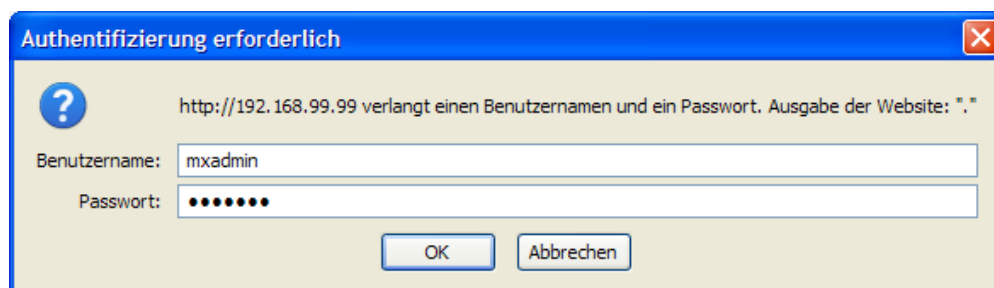 Authentifizierung erforderlich
http://192.168.99.99 verlangt einen Benutzernamen und ein Passwort. Ausgabe der Website: "."
Benutzername: mxadmin
Passwort: •••••••
OK Abbrechen